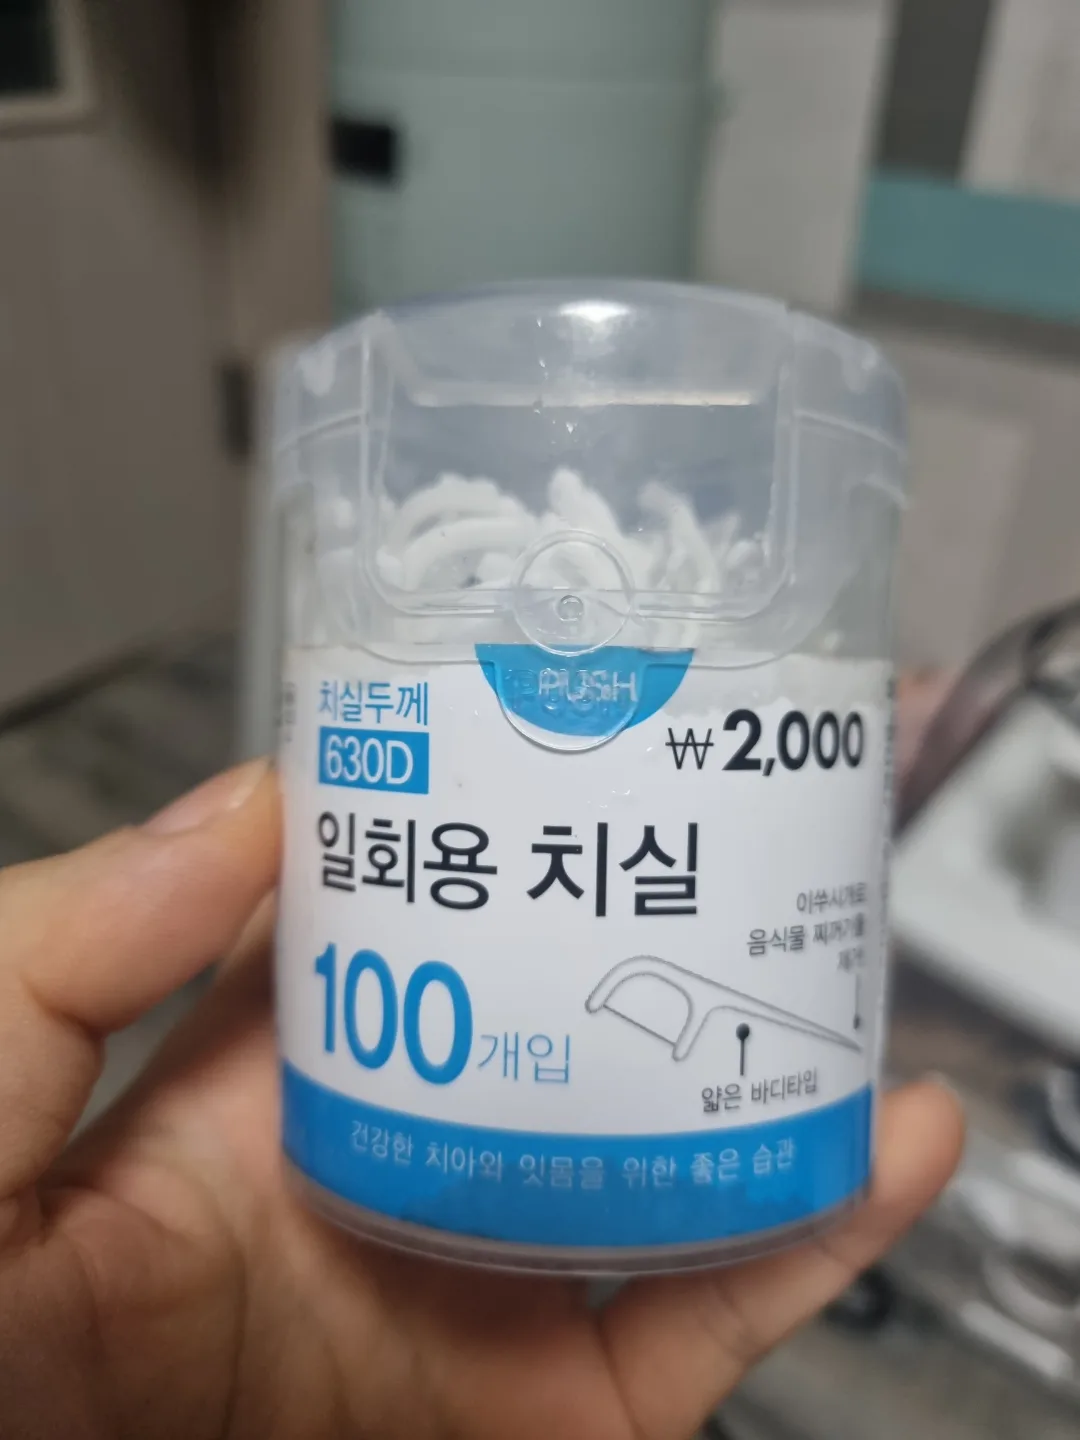 PUSH
치실두께
630D
₩2,000
일회용 치실
100개입
이쑤시개로
음식물 찌꺼기를
제거
얇은 바디타입
건강한 치아와 잇몸을 위한 좋은 습관